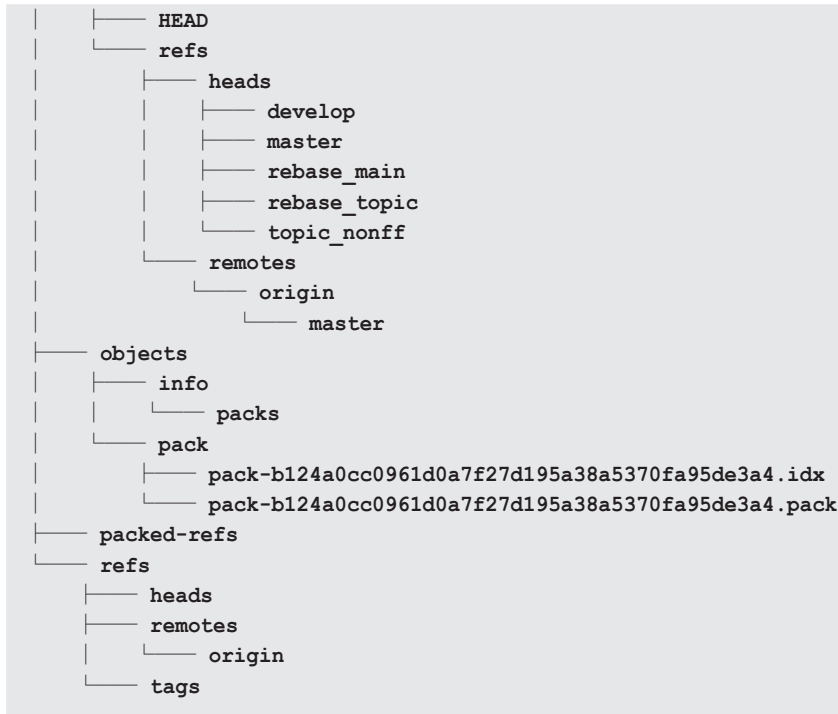 │   ├── HEAD
│   └── refs
│       ├── heads
│       │   ├── develop
│       │   ├── master
│       │   ├── rebase_main
│       │   ├── rebase_topic
│       │   └── topic_nonff
│       └── remotes
│           └── origin
│               └── master
├── objects
│   ├── info
│   │   └── packs
│   └── pack
│       ├── pack-b124a0cc0961d0a7f27d195a38a5370fa95de3a4.idx
│       └── pack-b124a0cc0961d0a7f27d195a38a5370fa95de3a4.pack
├── packed-refs
└── refs
    ├── heads
    ├── remotes
    │   └── origin
    └── tags